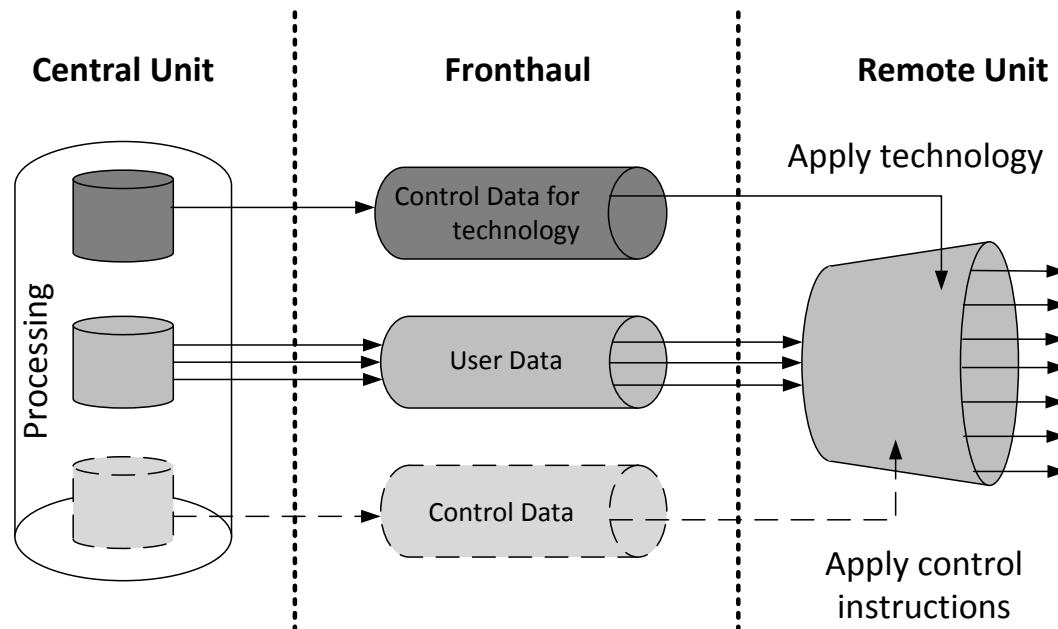 Central Unit
Fronthaul
Remote Unit
Apply technology
Control Data for
technology
Processing
User Data
Control Data
Apply control
instructions